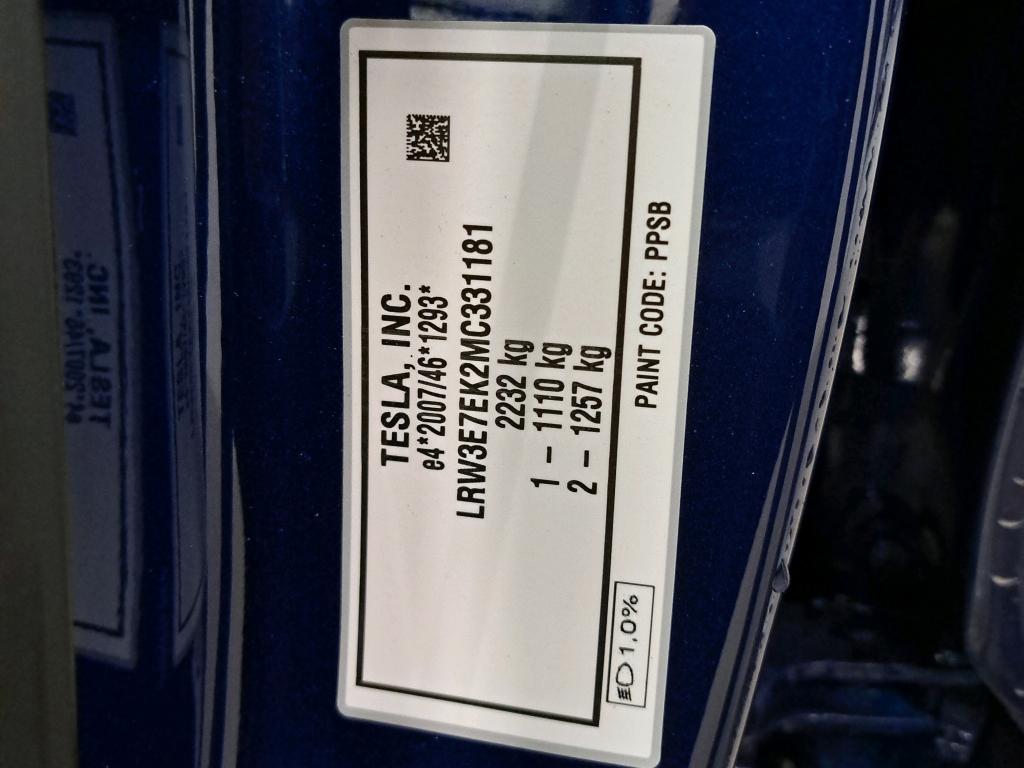 TESLA, INC.
e4*2007/46*1293*
LRW3E7EK2MC331181
2232 kg
1 – 1110 kg
2 – 1257 kg
1,0%
PAINT CODE: PPSB